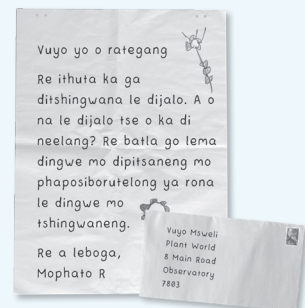 Vuyo yo o rategang
Re ithuta ka ga
ditshingwana le dijalo. A o
na le dijalo tse o ka di
neelang? Re batla go lema
dingwe mo dipitsaneng mo
phaposiborutelong ya rona
le dingwe mo
tshingwaneng.
Re a leboga,
Mophato R
Vuyo Msweli
Plant World
8 Main Road
Observatory
7803